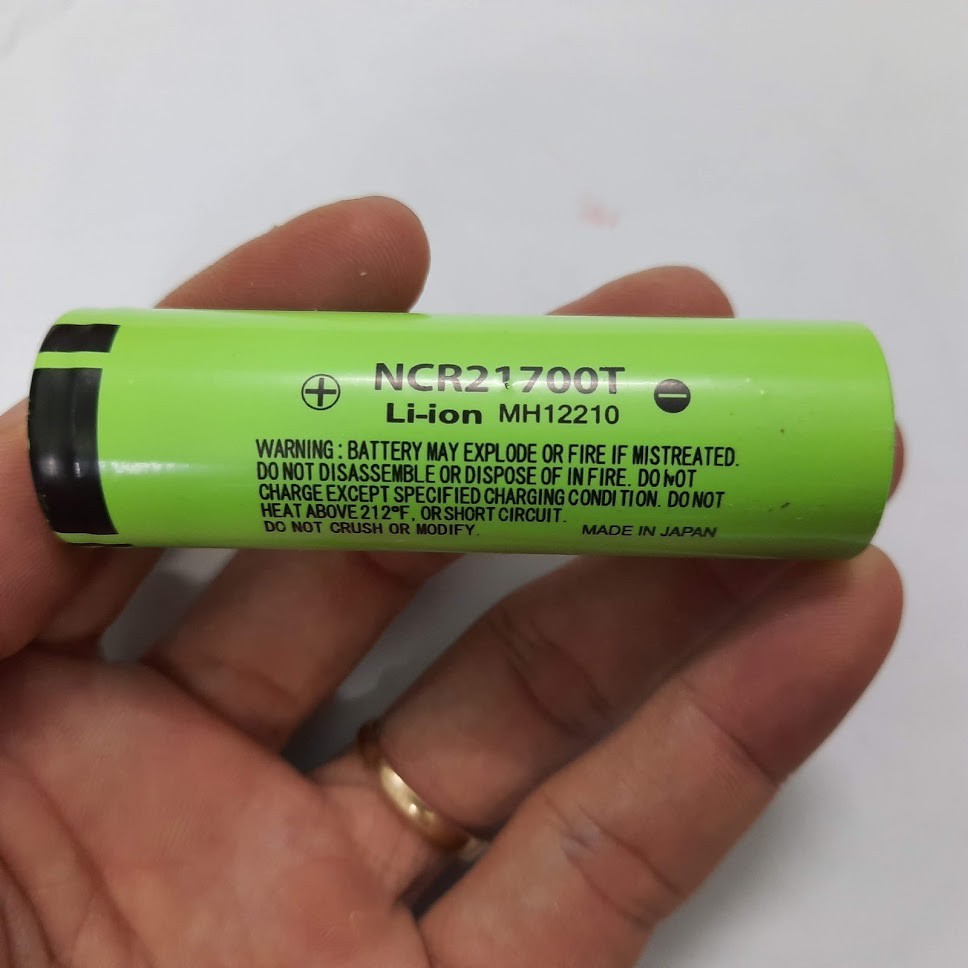 NCR21700T
Li-ion MH12210
WARNING : BATTERY MAY EXPLODE OR FIRE IF MISTREATED.
DO NOT DISASSEMBLE OR DISPOSE OF IN FIRE. DO NOT
CHARGE EXCEPT SPECIFIED CHARGING CONDITION. DO NOT
HEAT ABOVE 212°F, OR SHORT CIRCUIT.
DO NOT CRUSH OR MODIFY. MADE IN JAPAN